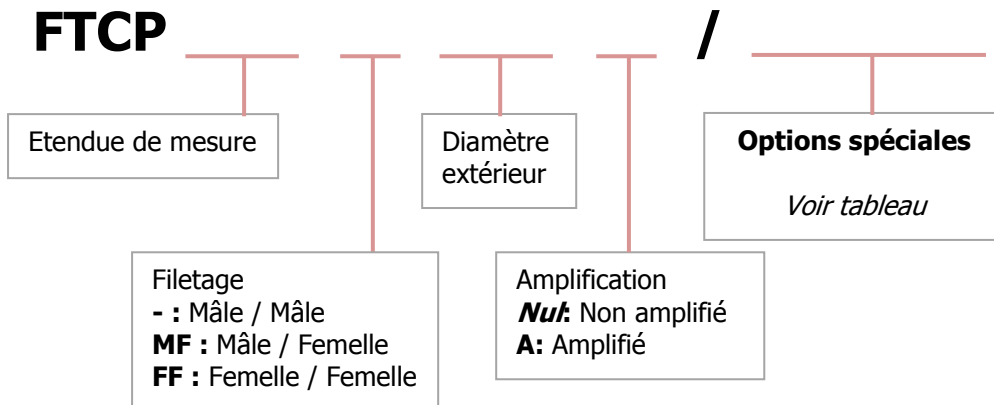 FTCP /
Etendue de mesure
Diamètre
extérieur
Options spéciales
Voir tableau
Filetage
- : Mâle / Mâle
MF : Mâle / Femelle
FF : Femelle / Femelle
Amplification
Nul: Non amplifié
A: Amplifié